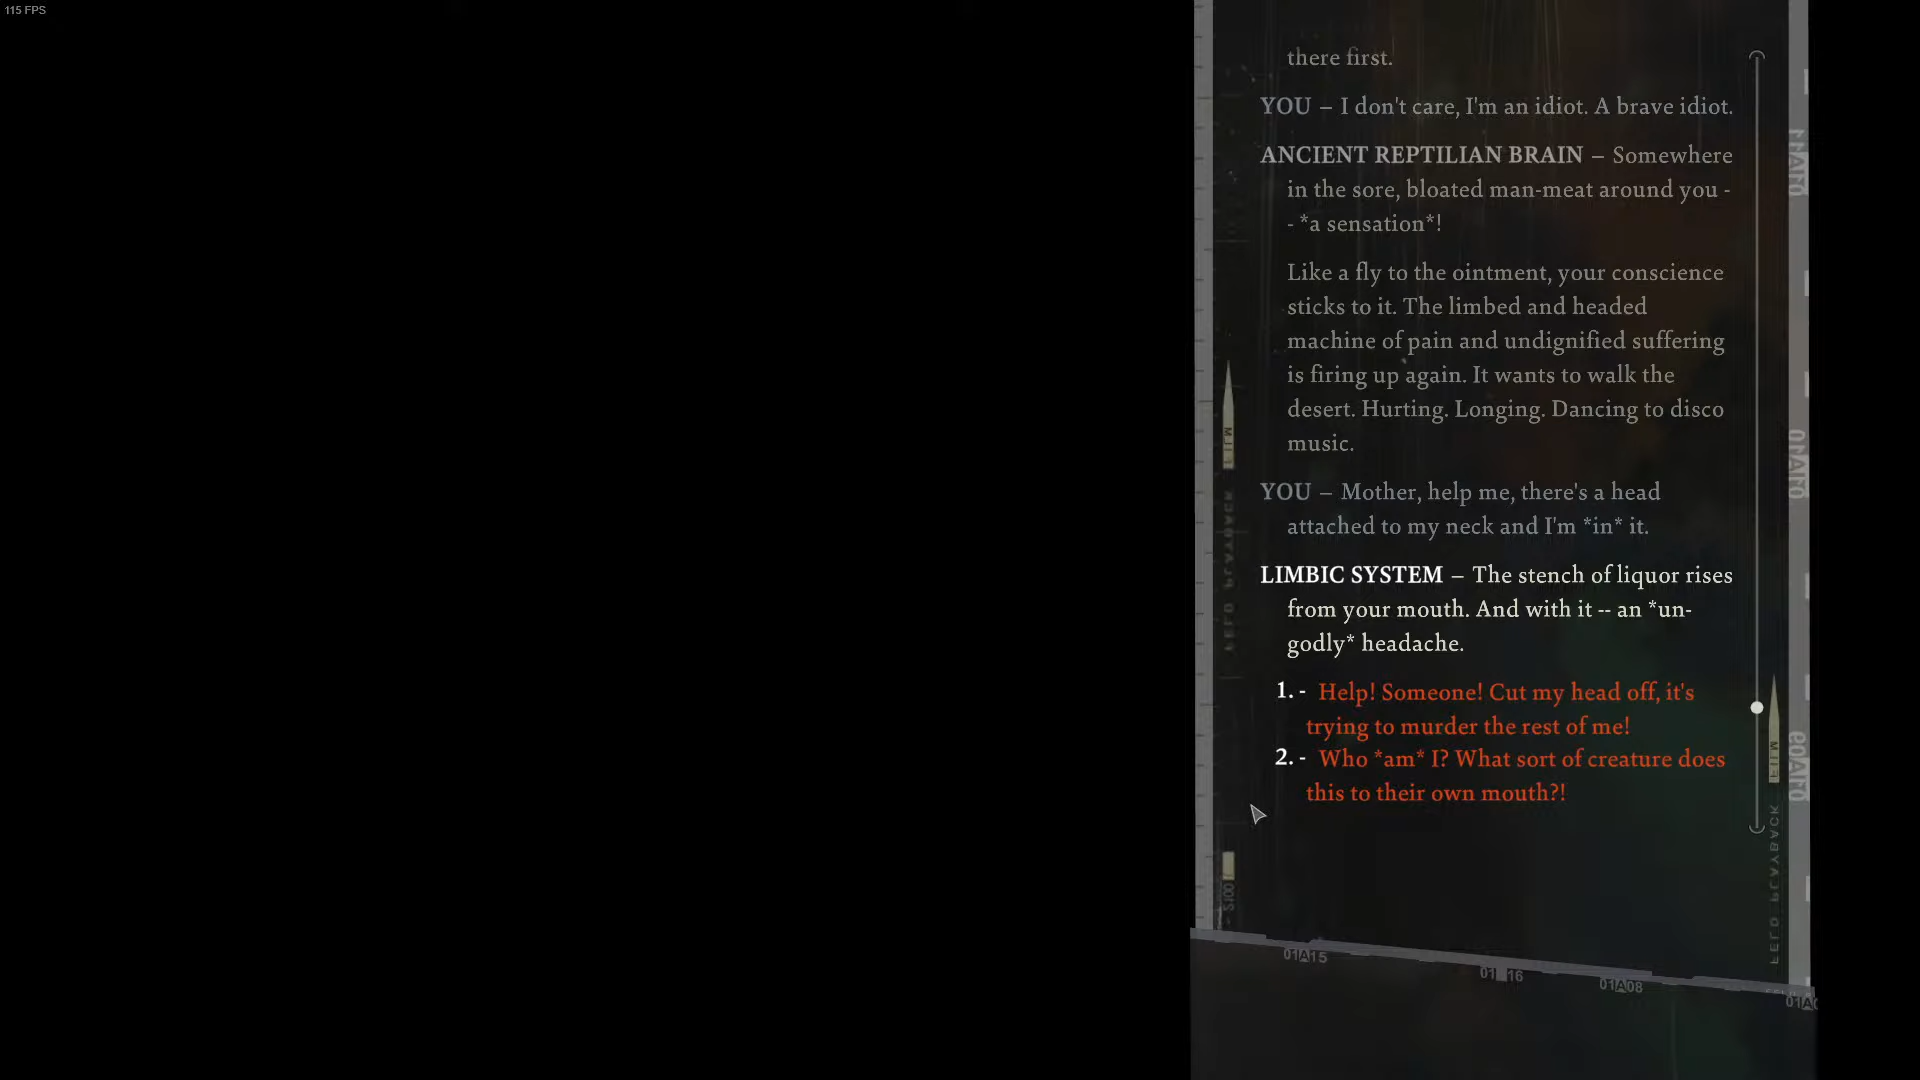 115 FPS
there first.
YOU – I don't care, I'm an idiot. A brave idiot.
ANCIENT REPTILIAN BRAIN – Somewhere
in the sore, bloated man-meat around you -
- *a sensation*!
Like a fly to the ointment, your conscience
sticks to it. The limbed and headed
machine of pain and undignified suffering
is firing up again. It wants to walk the
desert. Hurting. Longing. Dancing to disco
music.
YOU – Mother, help me, there's a head
attached to my neck and I'm *in* it.
LIMBIC SYSTEM – The stench of liquor rises
from your mouth. And with it -- an *un-
godly* headache.
1. - Help! Someone! Cut my head off, it's
trying to murder the rest of me!
2. - Who *am* I? What sort of creature does
this to their own mouth?!
01A15
01A08